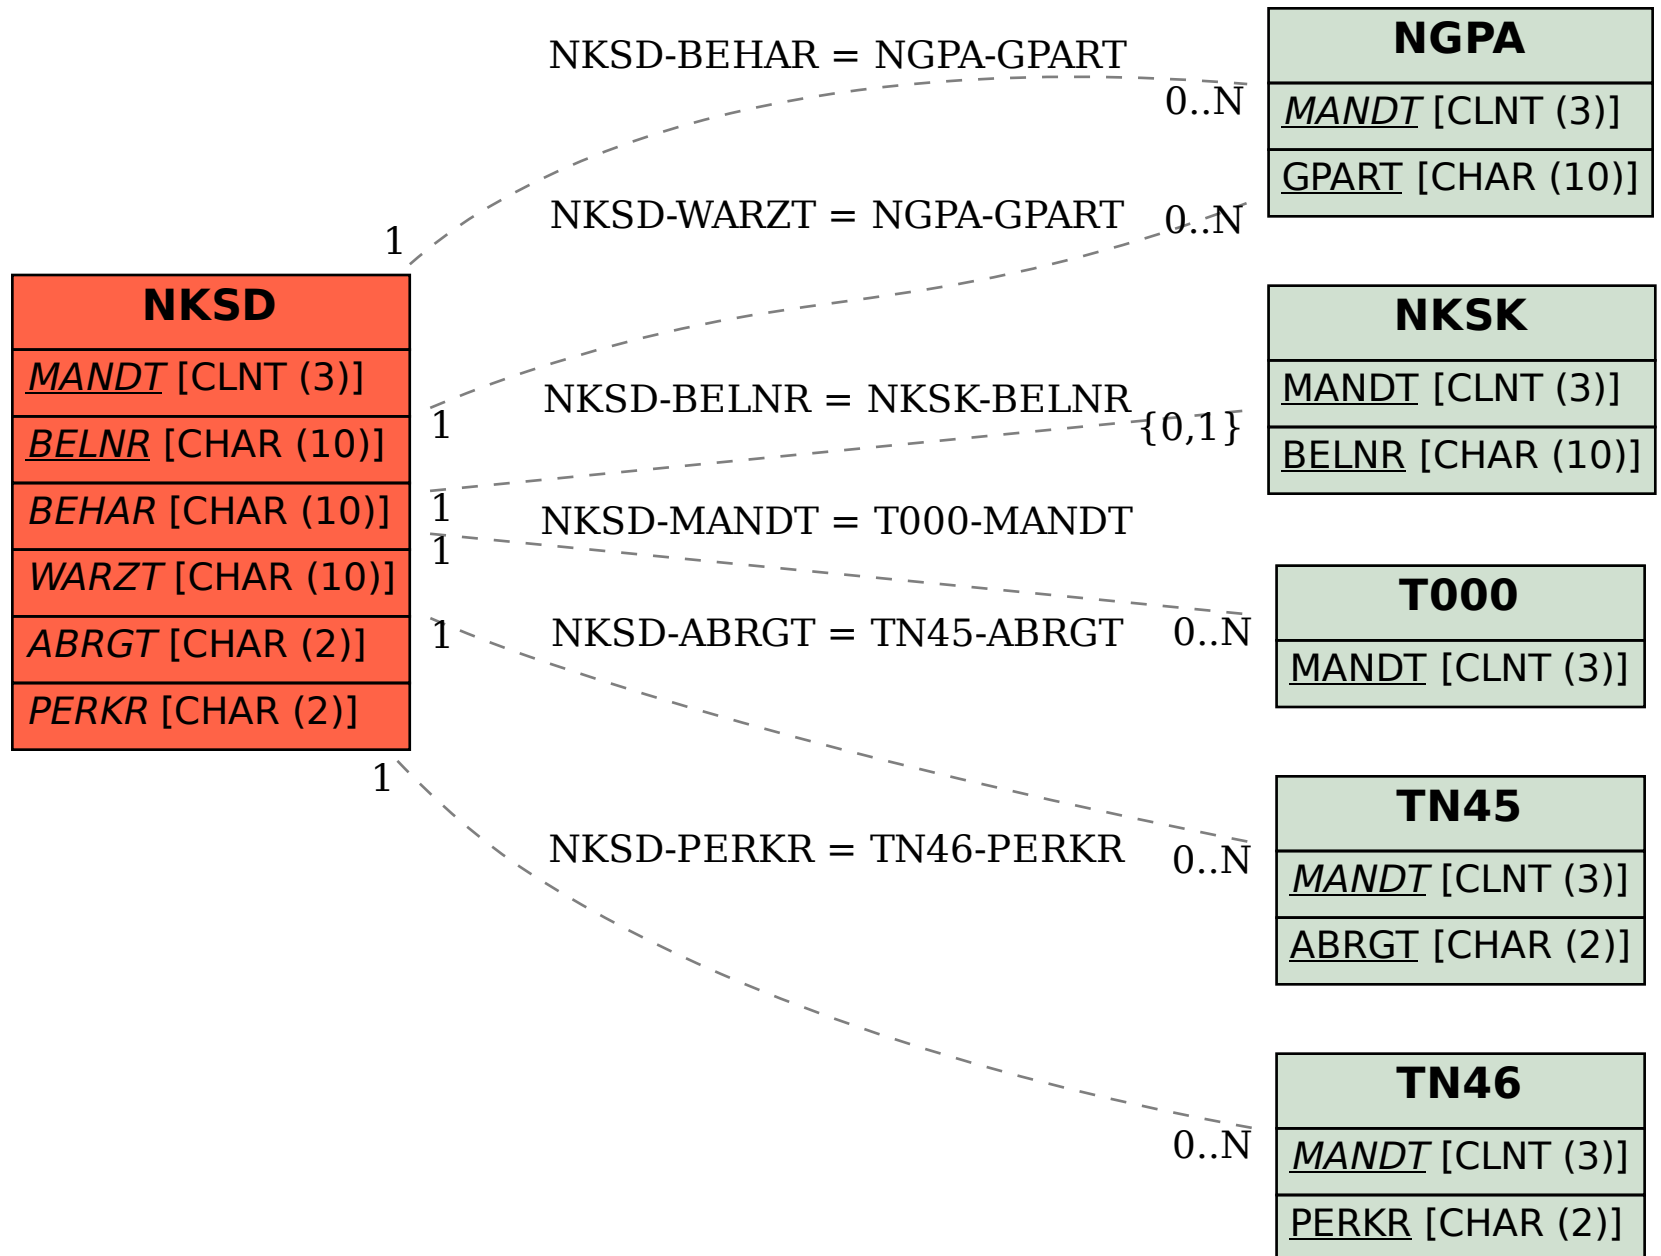 NKSD-BEHAR = NGPA-GPART
NKSD-WARZT = NGPA-GPART
NKSD-BELNR = NKSK-BELNR
NKSD-MANDT = T000-MANDT
NKSD-ABRGT = TN45-ABRGT
NKSD-PERKR = TN46-PERKR
1
1
1
1
1
1
0..N
0..N
{0,1}
0..N
0..N
0..N
NKSD
MANDT [CLNT (3)]
BELNR [CHAR (10)]
BEHAR [CHAR (10)]
WARZT [CHAR (10)]
ABRGT [CHAR (2)]
PERKR [CHAR (2)]
NGPA
MANDT [CLNT (3)]
GPART [CHAR (10)]
NKSK
MANDT [CLNT (3)]
BELNR [CHAR (10)]
T000
MANDT [CLNT (3)]
TN45
MANDT [CLNT (3)]
ABRGT [CHAR (2)]
TN46
MANDT [CLNT (3)]
PERKR [CHAR (2)]